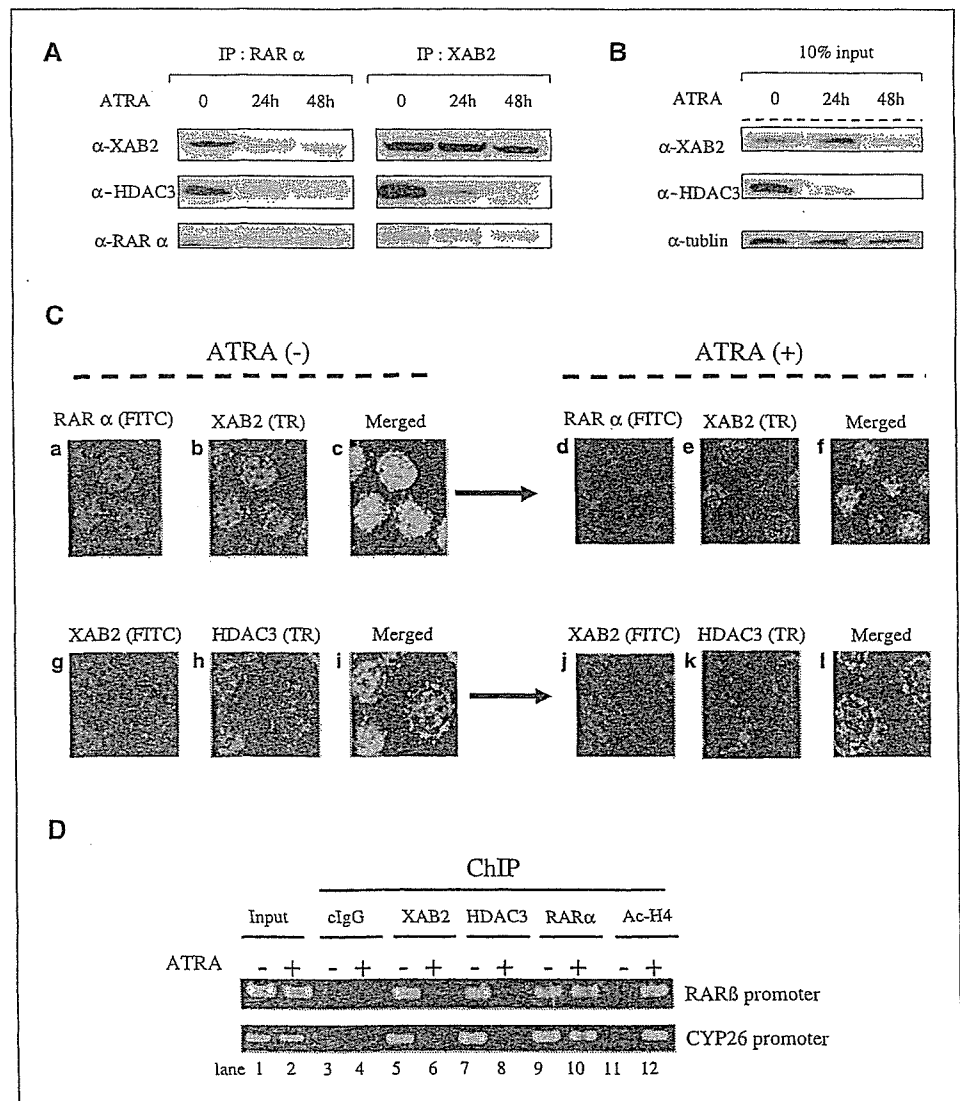 A
IP : RAR α
IP : XAB2
ATRA 0 24h 48h 0 24h 48h
α-XAB2
α-HDAC3
α-RAR α
B
10% input
ATRA 0 24h 48h
α-XAB2
α-HDAC3
α-tublin
C
ATRA (-)
ATRA (+)
RAR α (FITC) XAB2 (TR) Merged RAR α (FITC) XAB2 (TR) Merged
a b c d e f
XAB2 (FITC) HDAC3 (TR) Merged XAB2 (FITC) HDAC3 (TR) Merged
g h i j k l
D
ChIP
Input cIgG XAB2 HDAC3 RARα Ac-H4
ATRA - + - + - + - + - + - +
RARß promoter
CYP26 promoter
lane 1 2 3 4 5 6 7 8 9 10 11 12